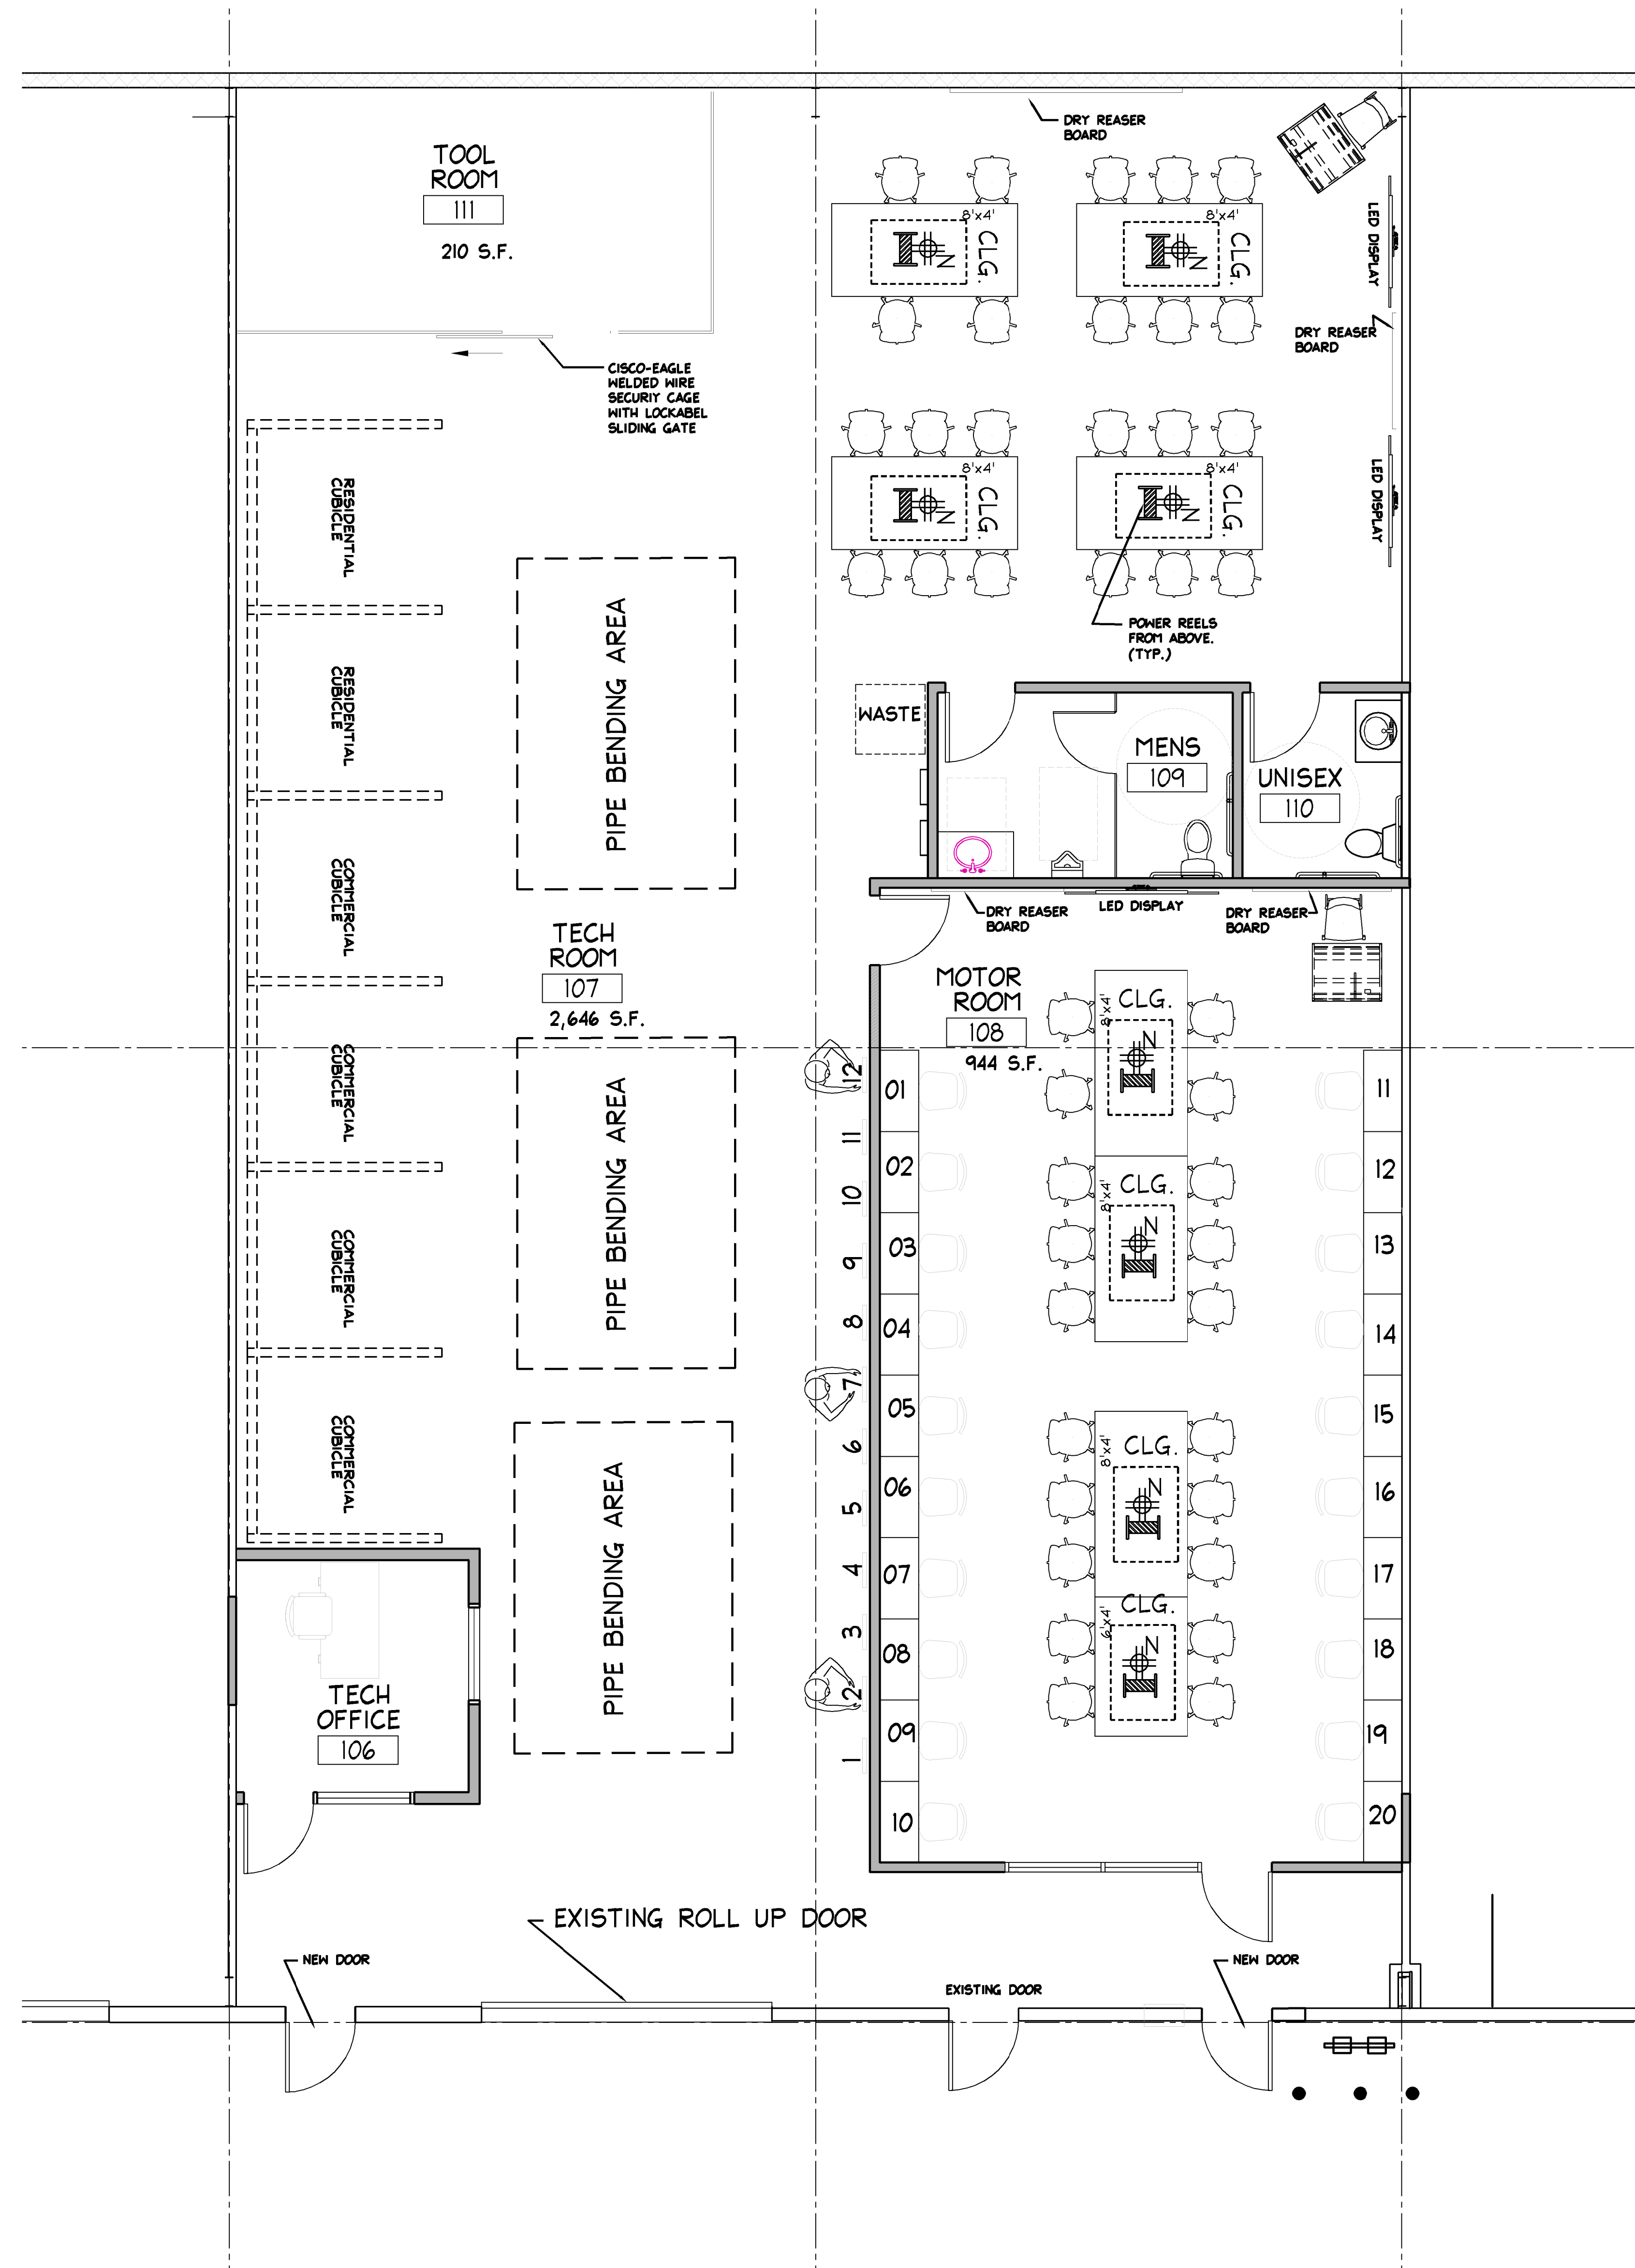 DRY REASER
BOARD
TOOL
ROOM
111
210 S.F.
8'x4'
CLG.
N
8'x4'
CLG.
N
LED DISPLAY
DRY REASER
BOARD
CISCO-EAGLE
WELDED WIRE
SECURIY CAGE
WITH LOCKABEL
SLIDING GATE
8'x4'
CLG.
N
8'x4'
CLG.
N
LED DISPLAY
RESIDENTIAL
CUBICLE
POWER REELS
FROM ABOVE.
(TYP.)
PIPE BENDING AREA
RESIDENTIAL
CUBICLE
WASTE
MENS
109
UNISEX
110
COMMERCIAL
CUBICLE
DRY REASER
BOARD
LED DISPLAY
DRY REASER
BOARD
TECH
ROOM
107
2,646 S.F.
MOTOR
ROOM
108
944 S.F.
8'x4'
CLG.
N
COMMERCIAL
CUBICLE
PIPE BENDING AREA
8'x4'
CLG.
N
COMMERCIAL
CUBICLE
12
11
10
9
8
7
6
5
4
3
2
1
01
02
03
04
05
06
07
08
09
10
11
12
13
14
15
16
17
18
19
20
COMMERCIAL
CUBICLE
PIPE BENDING AREA
8'x4'
CLG.
N
6'x4'
CLG.
N
TECH
OFFICE
106
EXISTING ROLL UP DOOR
NEW DOOR
EXISTING DOOR
NEW DOOR